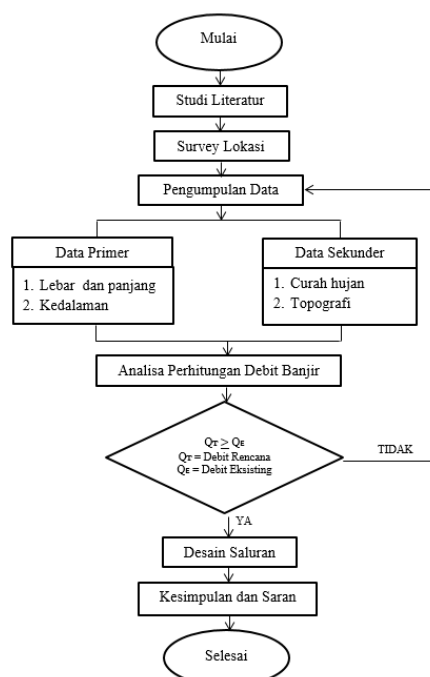 Mulai
Studi Literatur
Survey Lokasi
Pengumpulan Data
Data Primer
1. Lebar dan panjang
2. Kedalaman
Data Sekunder
1. Curah hujan
2. Topografi
Analisa Perhitungan Debit Banjir
QT ≥ QE
QT = Debit Rencana
QE = Debit Eksisting
TIDAK
YA
Desain Saluran
Kesimpulan dan Saran
Selesai